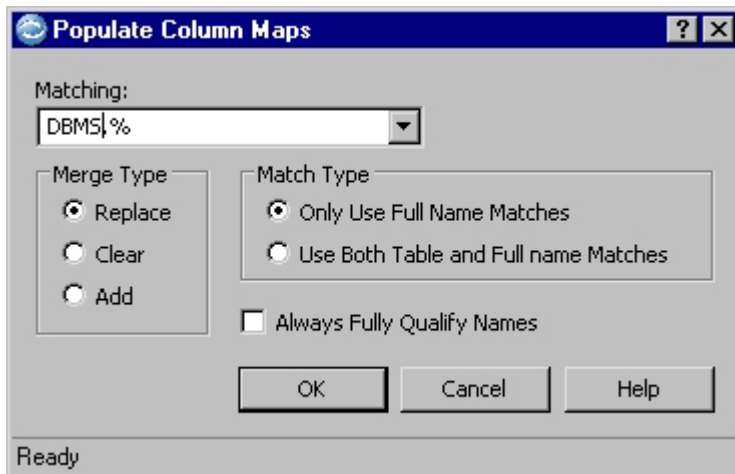 Populate Column Maps
Matching:
DBMS.%
Merge Type
Replace
Clear
Add
Match Type
Only Use Full Name Matches
Use Both Table and Full name Matches
Always Fully Qualify Names
OK
Cancel
Help
Ready